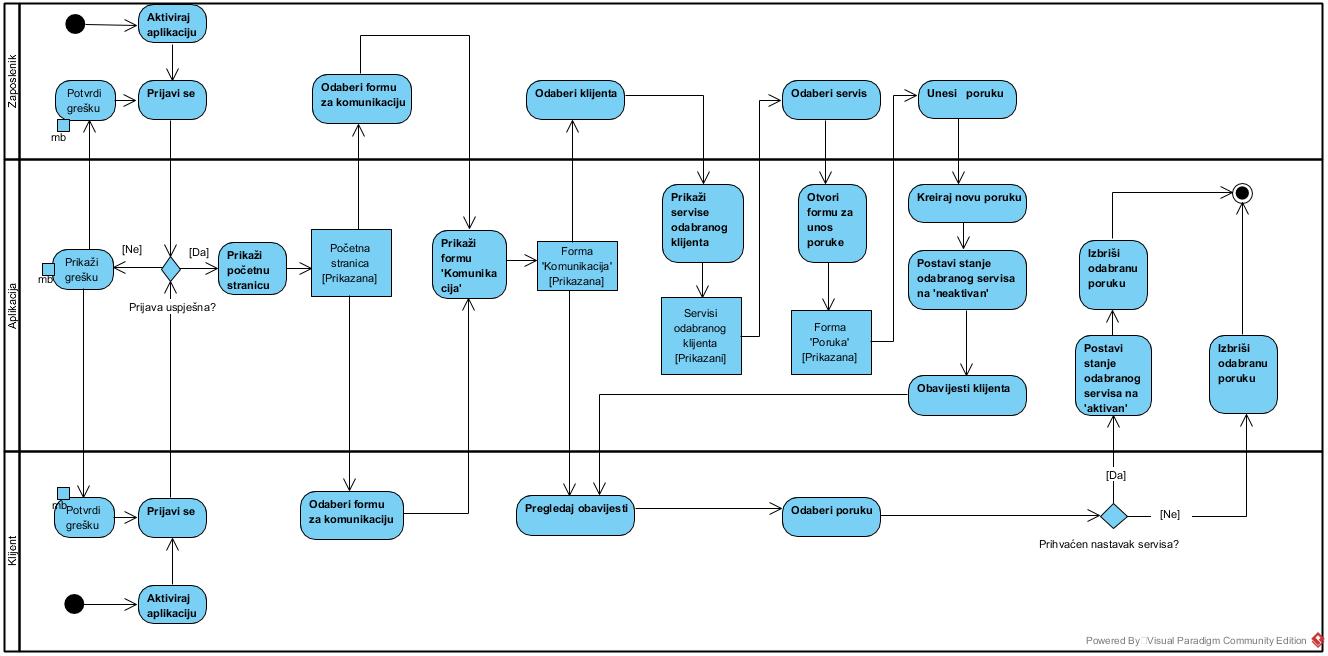 Zaposlenik
Aktiviraj
aplikaciju
Potvrdi
grešku
mb
Prijavi se
Odaberi formu
za komunikaciju
Odaberi klijenta
Odaberi servis
Unesi poruku
Aplikacija
Prikaži
grešku
mb
[Ne]
[Da]
Prijava uspješna?
Prikaži
početnu
stranicu
Početna
stranica
[Prikazana]
Prikaži
formu
'Komunika
cija'
Forma
'Komunikacija'
[Prikazana]
Prikaži
servise
odabranog
klijenta
Servisi
odabranog
klijenta
[Prikazani]
Otvori
formu za
unos
poruke
Forma
'Poruka'
[Prikazana]
Kreiraj novu poruku
Postavi stanje
odabranog servisa
na 'neaktivan'
Obavijesti klijenta
Izbriši
odabranu
poruku
Postavi
stanje
odabranog
servisa na
'aktivan'
Izbriši
odabranu
poruku
Klijent
mb
Potvrdi
grešku
Prijavi se
Aktiviraj
aplikaciju
Odaberi formu
za komunikaciju
Pregledaj obavijesti
Odaberi poruku
[Da]
[Ne]
Prihvaćen nastavak servisa?
Powered By Visual Paradigm Community Edition